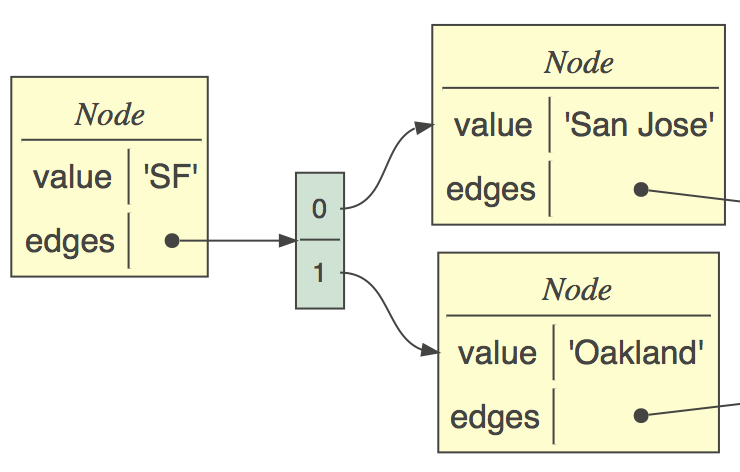 Node
value 'SF'
edges
0
1
Node
value 'San Jose'
edges
Node
value 'Oakland'
edges